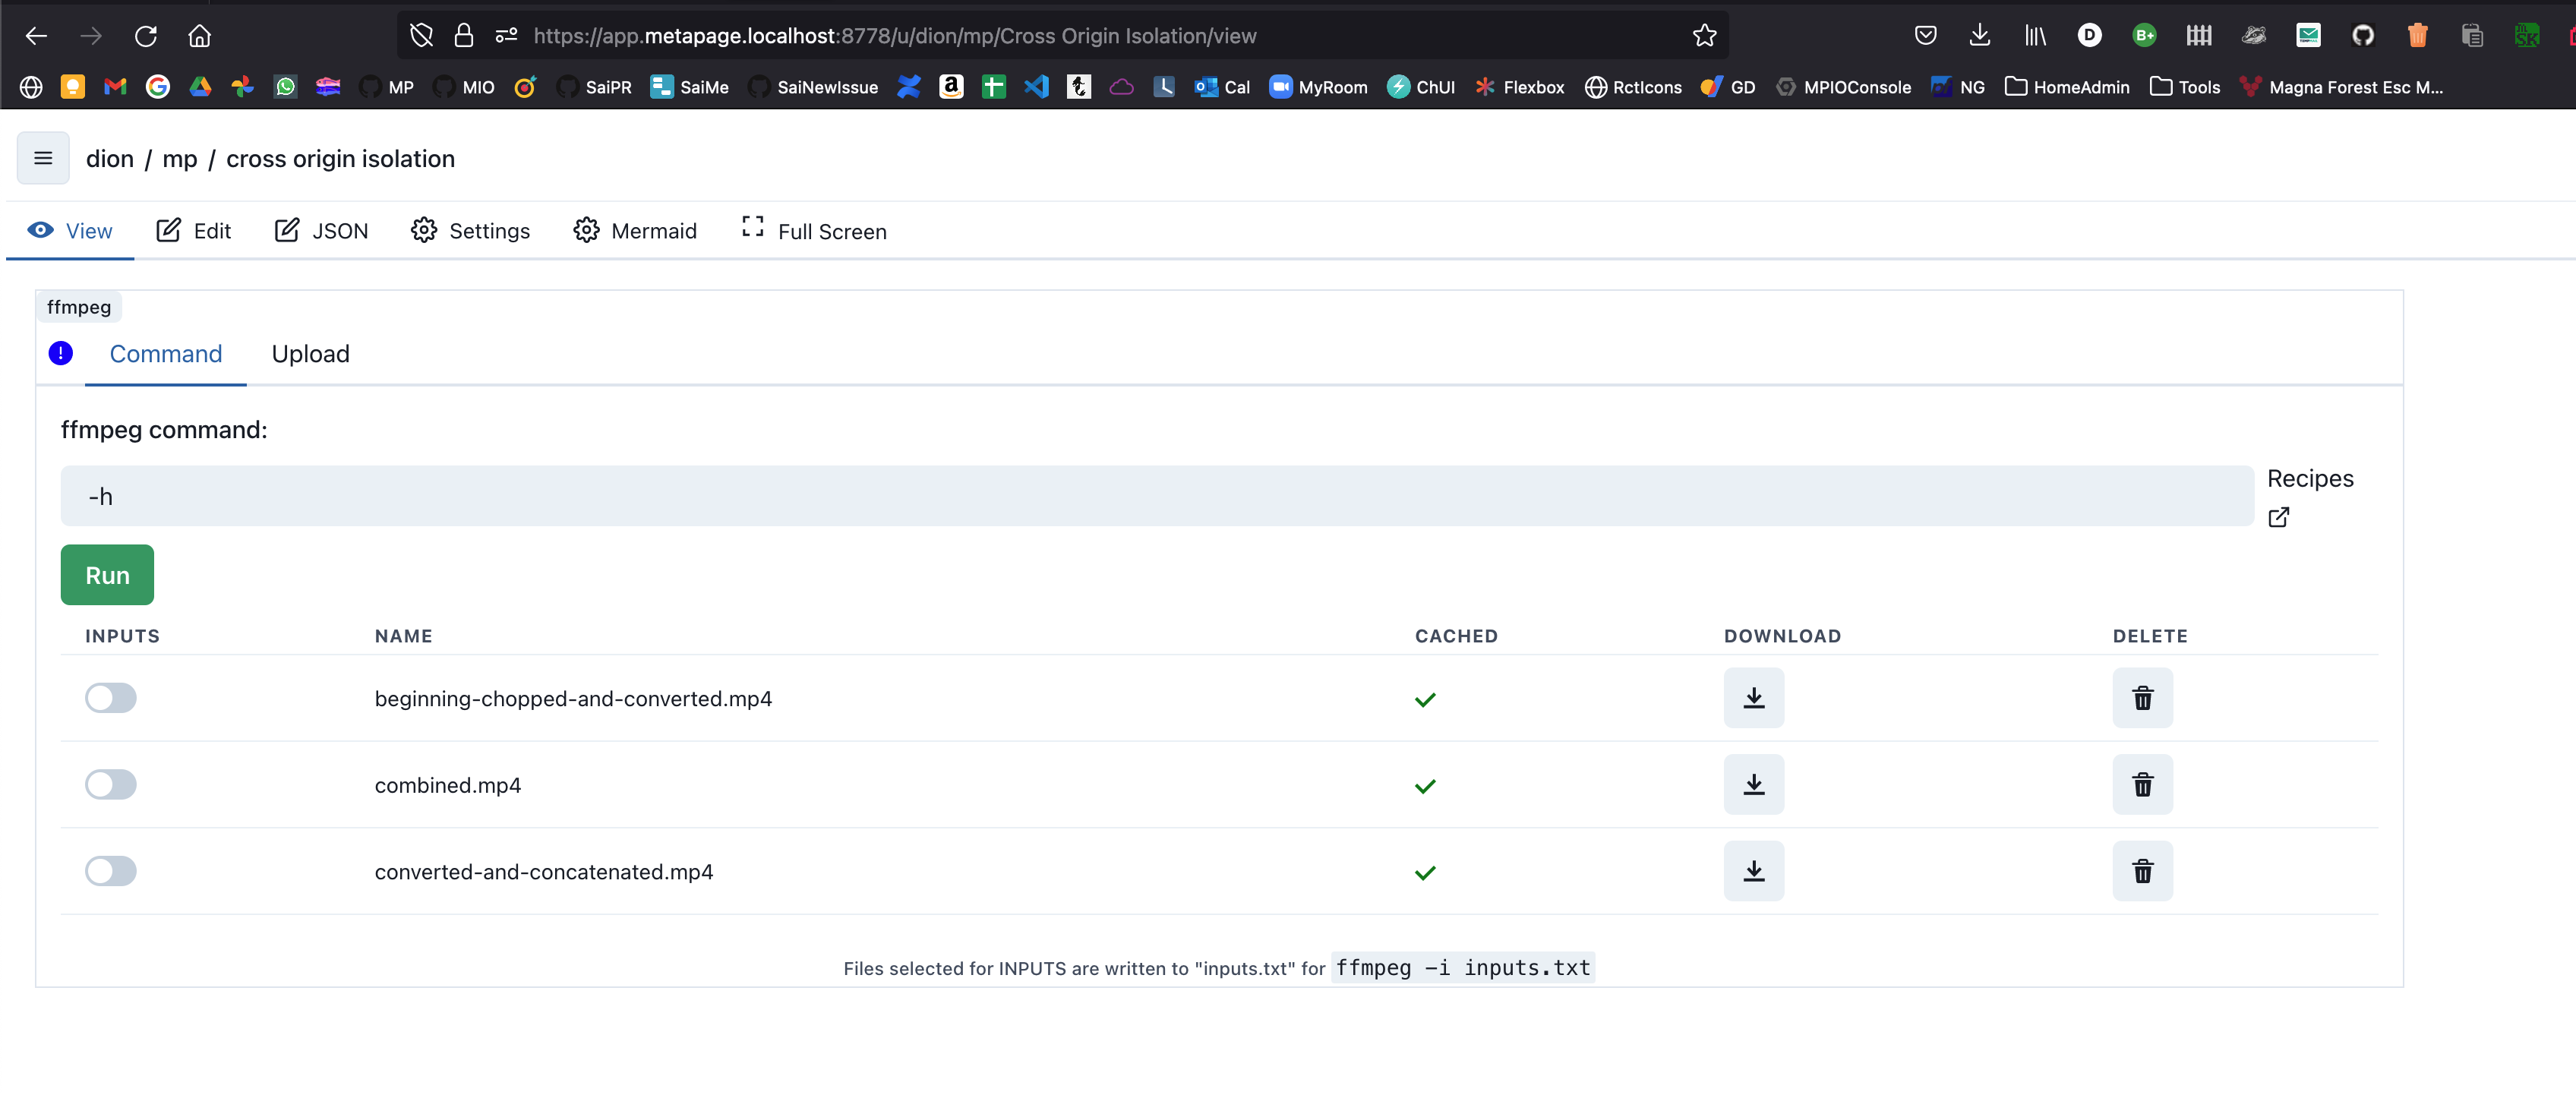 https://app.metapage.localhost:8778/u/dion/mp/Cross Origin Isolation/view
D
B+
SK
MP
MIO
SaiPR
SaiMe
SaiNewIssue
a
Cal
MyRoom
ChUI
Flexbox
RctIcons
GD
MPIOConsole
NG
HomeAdmin
Tools
Magna Forest Esc M...
dion / mp / cross origin isolation
View Edit JSON Settings Mermaid Full Screen
ffmpeg
! Command Upload
ffmpeg command:
-h
Recipes
Run
INPUTS NAME CACHED DOWNLOAD DELETE
beginning-chopped-and-converted.mp4
combined.mp4
converted-and-concatenated.mp4
Files selected for INPUTS are written to "inputs.txt" for ffmpeg -i inputs.txt